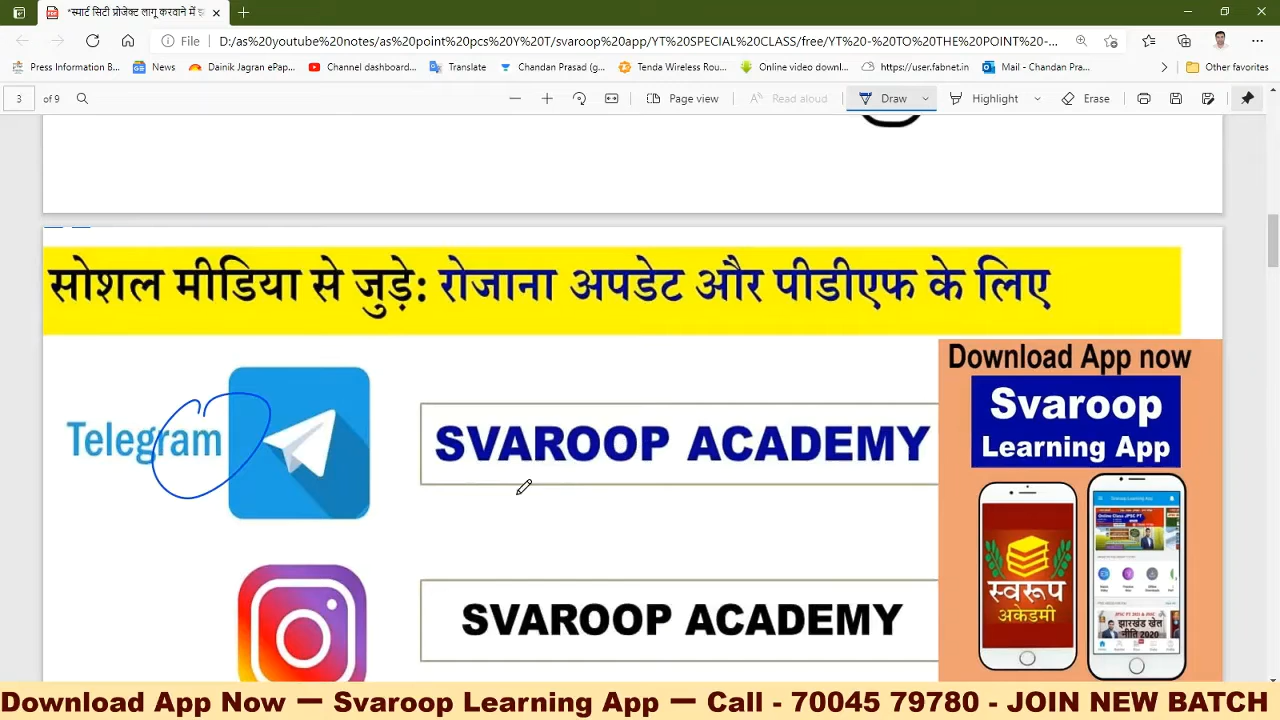 *स्मार्ट सिटी प्रोजेक्ट लागू करवाने में
File
D:/as%20youtube%20notes/as%20point%20pcs%20V%20T/svaroop%20app/YT%20SPECIAL%20CLASS/free/YT%20-%20TO%20THE%20POINT%20-...
Press Information B...
News
Dainik Jagran ePap...
Channel dashboard...
Translate
Chandan Prasad (g...
Tenda Wireless Rou...
Online video down...
https://user.fabnet.in
Mail - Chandan Pra...
Other favorites
3 of 9
Page view
Read aloud
Draw
Highlight
Erase
सोशल मीडिया से जुड़े: रोजाना अपडेट और पीडीएफ के लिए
Telegram
SVAROOP ACADEMY
SVAROOP ACADEMY
Download App now
Svaroop
Learning App
स्वरूप
अकेडमी
झारखंड खेल
नीति 2020
Download App Now — Svaroop Learning App — Call - 70045 79780 - JOIN NEW BATCH